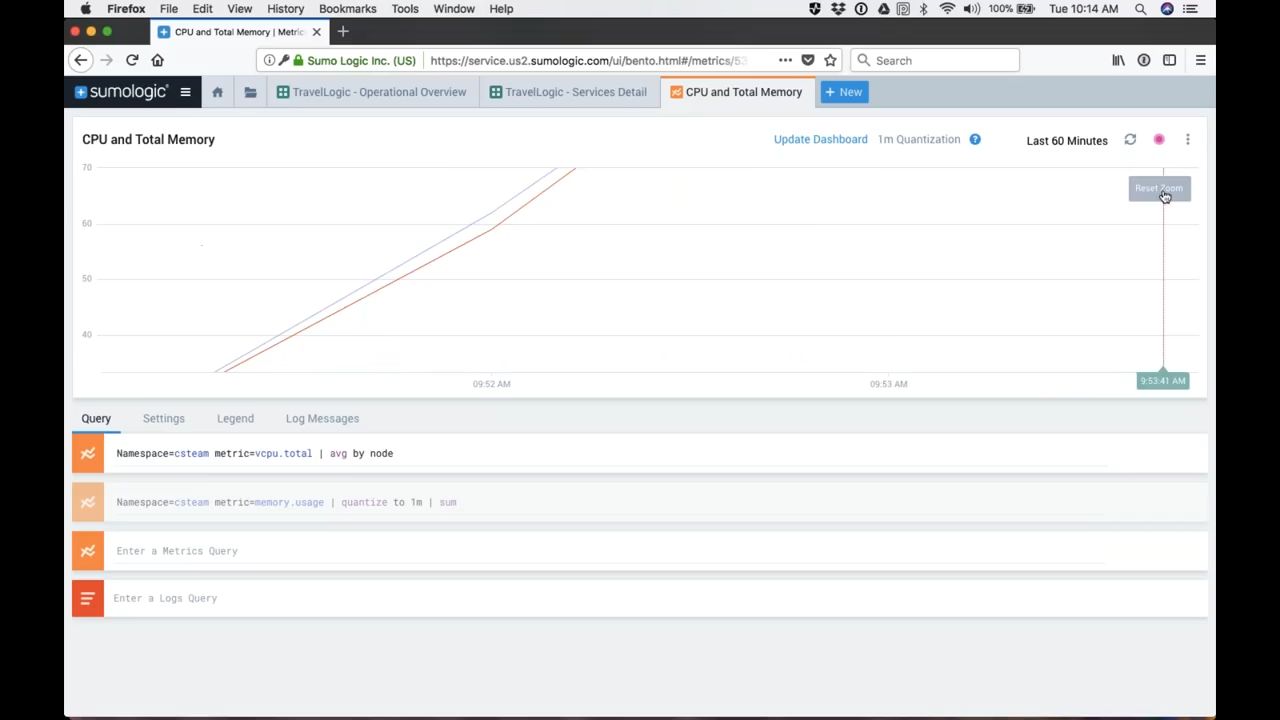 Firefox File Edit View History Bookmarks Tools Window Help 100% Tue 10:14 AM
CPU and Total Memory | Metric
Sumo Logic Inc. (US) https://service.us2.sumologic.com/ui/bento.html#/metrics/53 Search
sumologic TravelLogic - Operational Overview TravelLogic - Services Detail CPU and Total Memory + New
CPU and Total Memory Update Dashboard 1m Quantization ? Last 60 Minutes
70
Reset Zoom
60
50
40
09:52 AM 09:53 AM 9:53:41 AM
Query Settings Legend Log Messages
Namespace=csteam metric=vcpu.total | avg by node
Namespace=csteam metric=memory.usage | quantize to 1m | sum
Enter a Metrics Query
Enter a Logs Query